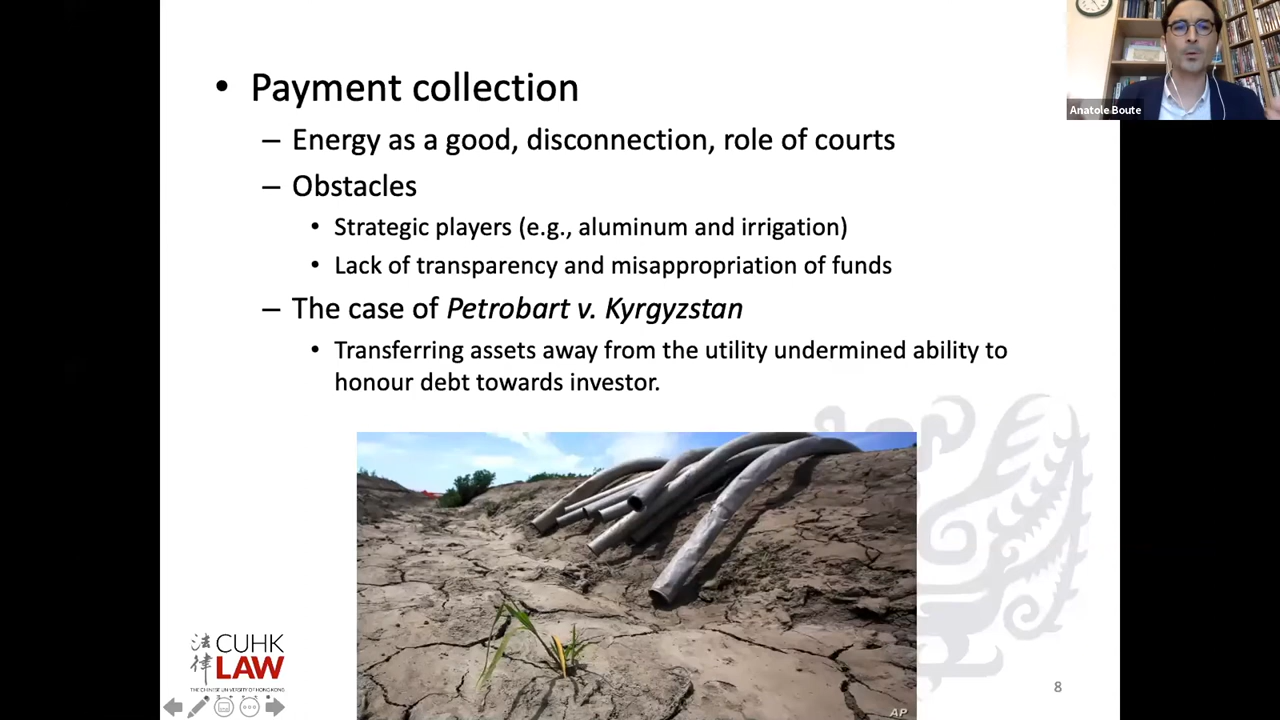 • Payment collection
– Energy as a good, disconnection, role of courts
– Obstacles
• Strategic players (e.g., aluminum and irrigation)
• Lack of transparency and misappropriation of funds
– The case of Petrobart v. Kyrgyzstan
• Transferring assets away from the utility undermined ability to
honour debt towards investor.
Anatole Boute
法律
CUHK
LAW
THE CHINESE UNIVERSITY OF HONG KONG
AP
8